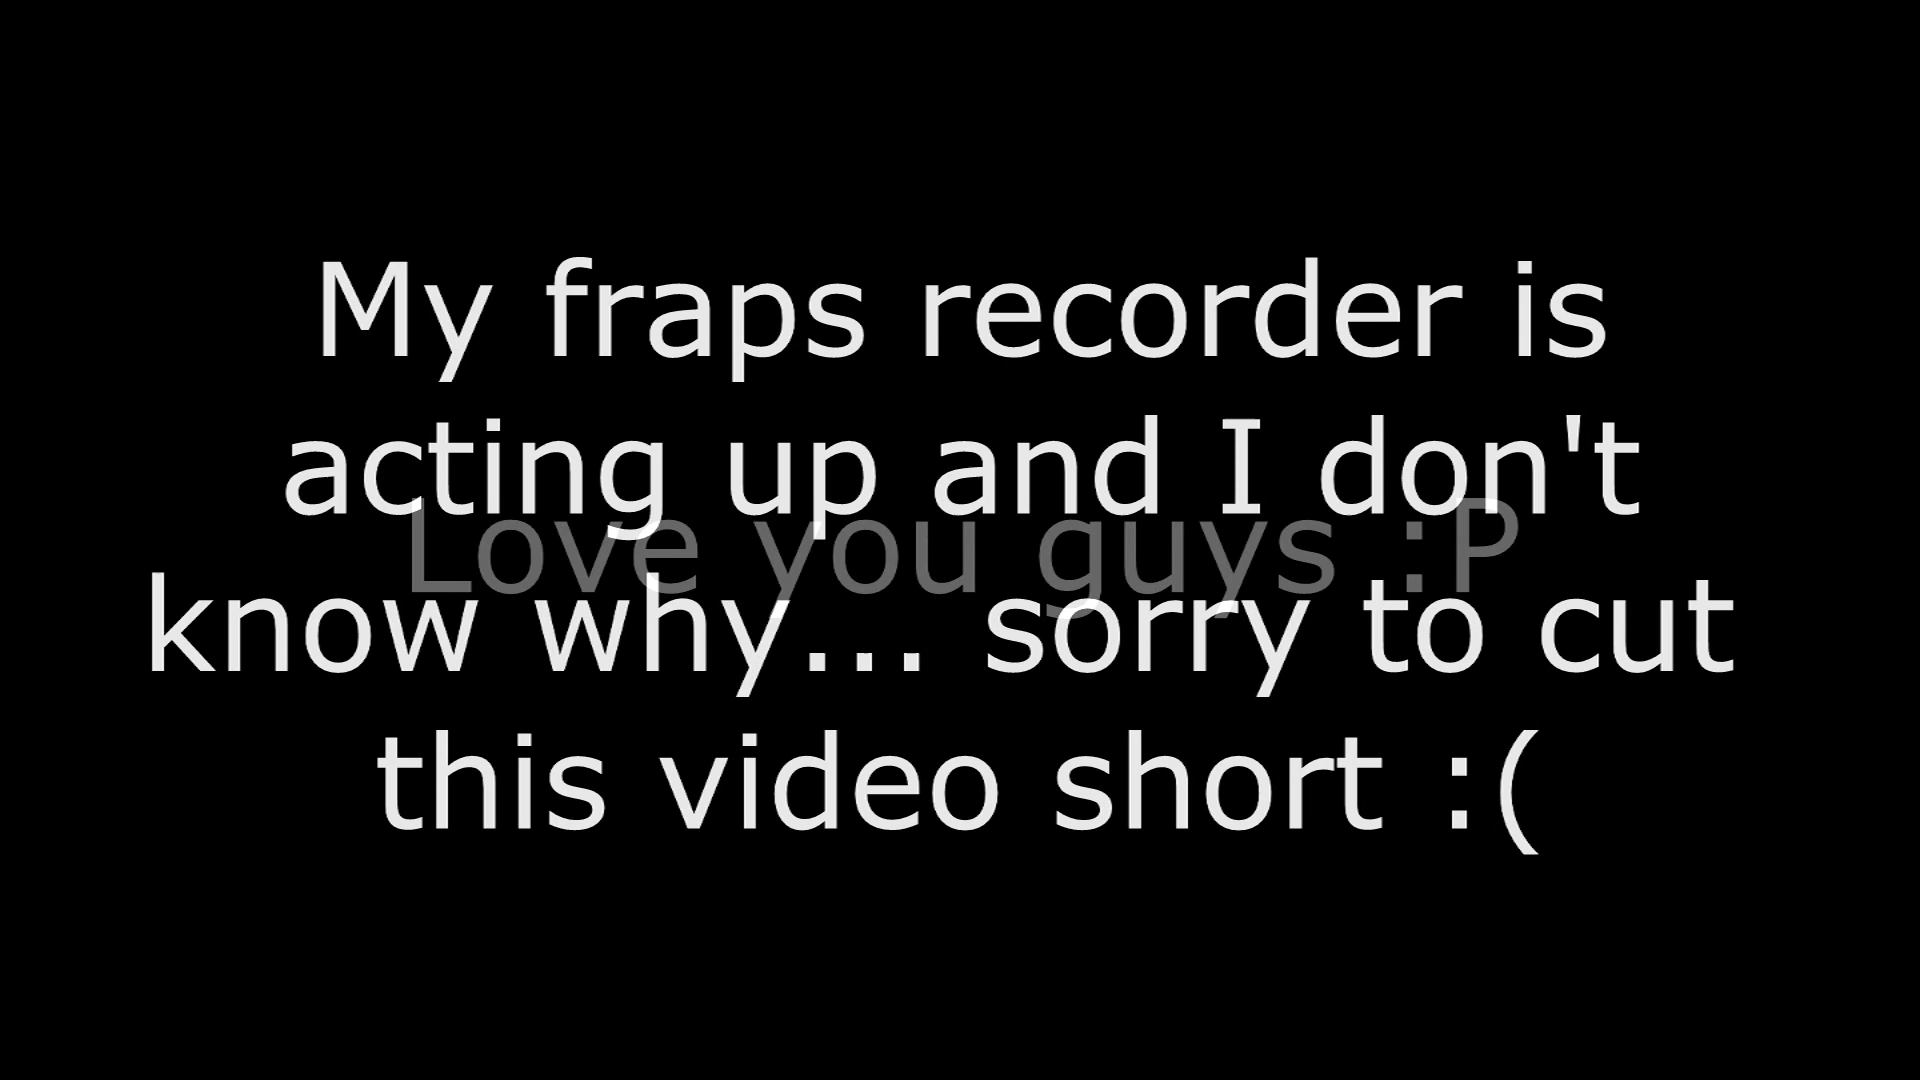 My fraps recorder is
acting up and I don't
Love you guys :P
know why... sorry to cut
this video short :(